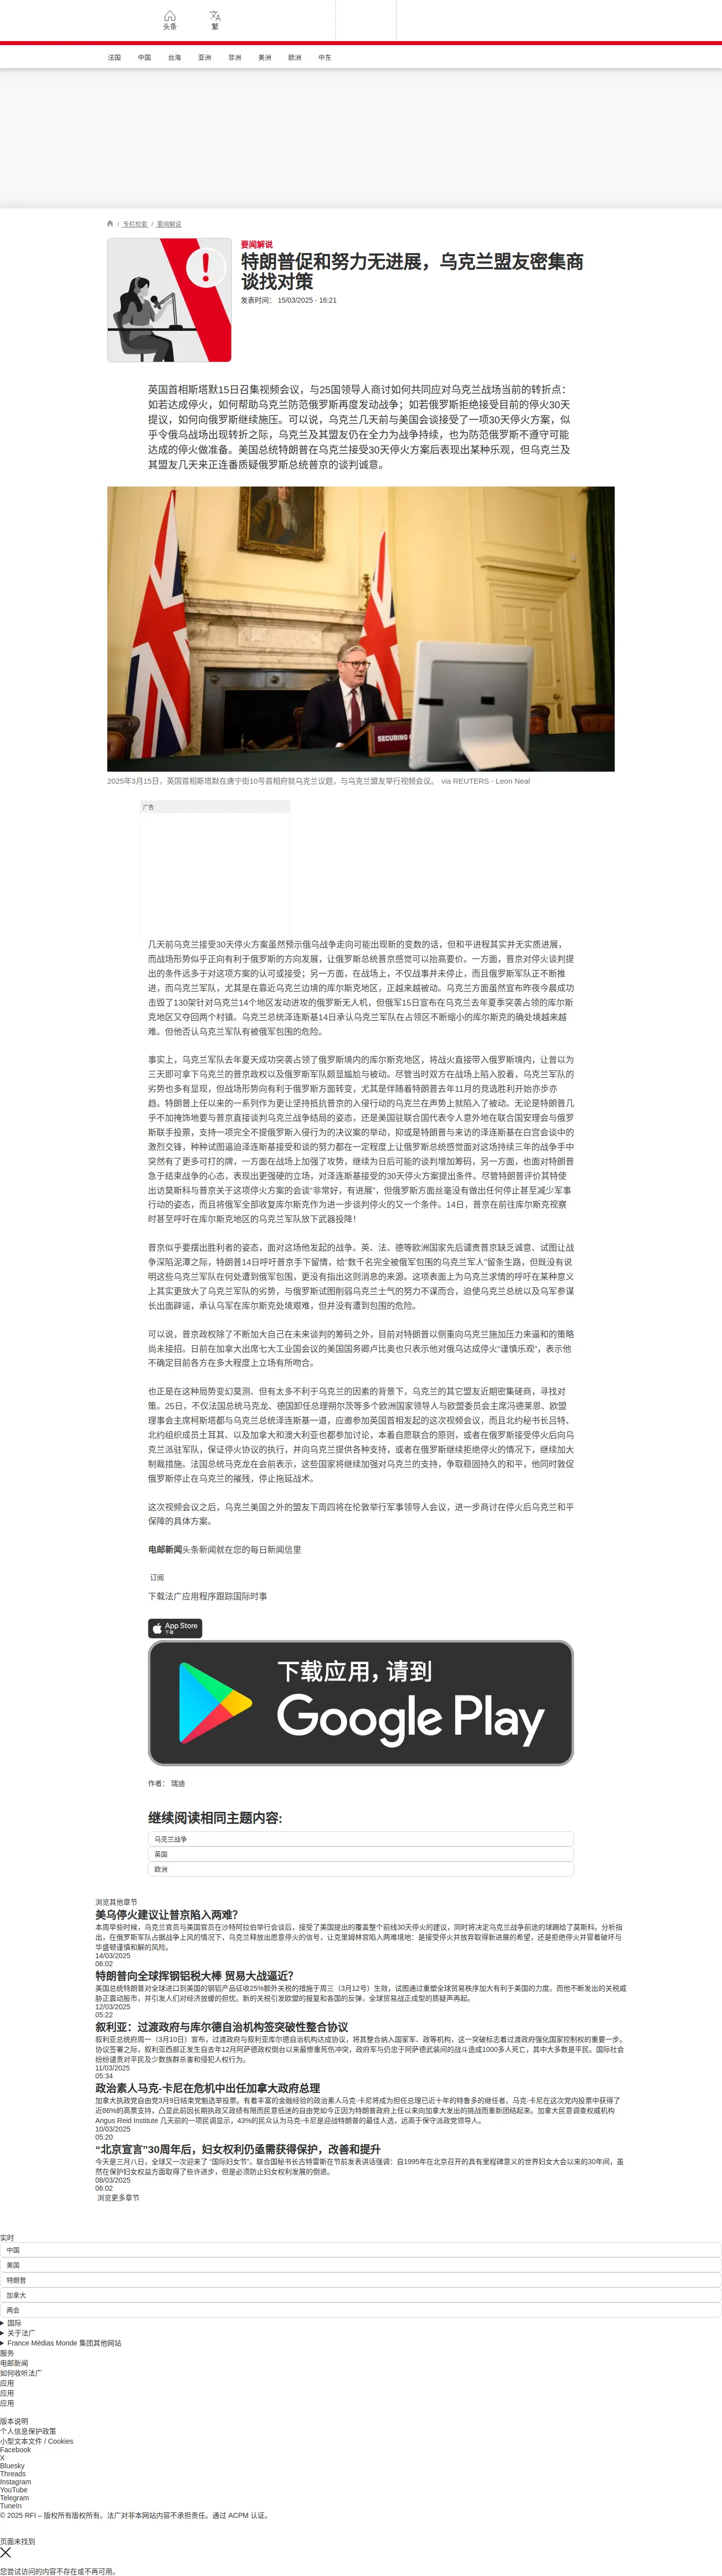 头条
繁
法国 中国 台海 亚洲 非洲 美洲 欧洲 中东
/ 专栏检索 / 要闻解说
要闻解说
特朗普促和努力无进展，乌克兰盟友密集商
谈找对策
发表时间： 15/03/2025 - 16:21
英国首相斯塔默15日召集视频会议，与25国领导人商讨如何共同应对乌克兰战场当前的转折点：
如若达成停火，如何帮助乌克兰防范俄罗斯再度发动战争；如若俄罗斯拒绝接受目前的停火30天
提议，如何向俄罗斯继续施压。可以说，乌克兰几天前与美国会谈接受了一项30天停火方案，似
乎令俄乌战场出现转折之际，乌克兰及其盟友仍在全力为战争持续，也为防范俄罗斯不遵守可能
达成的停火做准备。美国总统特朗普在乌克兰接受30天停火方案后表现出某种乐观，但乌克兰及
其盟友几天来正连番质疑俄罗斯总统普京的谈判诚意。
SECURING
2025年3月15日，英国首相斯塔默在唐宁街10号首相府就乌克兰议题，与乌克兰盟友举行视频会议。 via REUTERS - Leon Neal
广告
几天前乌克兰接受30天停火方案虽然预示俄乌战争走向可能出现新的变数的话，但和平进程其实并无实质进展，
而战场形势似乎正向有利于俄罗斯的方向发展，让俄罗斯总统普京感觉可以抬高要价。一方面，普京对停火谈判提
出的条件远多于对这项方案的认可或接受；另一方面，在战场上，不仅战事并未停止，而且俄罗斯军队正不断推
进，而乌克兰军队，尤其是在靠近乌克兰边境的库尔斯克地区，正越来越被动。乌克兰方面虽然宣布昨夜今晨成功
击毁了130架针对乌克兰14个地区发动进攻的俄罗斯无人机，但俄军15日宣布在乌克兰去年夏季突袭占领的库尔斯
克地区又夺回两个村镇。乌克兰总统泽连斯基14日承认乌克兰军队在占领区不断缩小的库尔斯克的确处境越来越
难。但他否认乌克兰军队有被俄军包围的危险。
事实上，乌克兰军队去年夏天成功突袭占领了俄罗斯境内的库尔斯克地区，将战火直接带入俄罗斯境内，让曾以为
三天即可拿下乌克兰的普京政权以及俄罗斯军队颇显尴尬与被动。尽管当时双方在战场上陷入胶着，乌克兰军队的
劣势也多有显现，但战场形势向有利于俄罗斯方面转变，尤其是伴随着特朗普去年11月的竞选胜利开始亦步亦
趋。特朗普上任以来的一系列作为更让坚持抵抗普京的入侵行动的乌克兰在声势上就陷入了被动。无论是特朗普几
乎不加掩饰地要与普京直接谈判乌克兰战争结局的姿态，还是美国驻联合国代表令人意外地在联合国安理会与俄罗
斯联手投票，支持一项完全不提俄罗斯入侵行为的决议案的举动，抑或是特朗普与来访的泽连斯基在白宫会谈中的
激烈交锋，种种试图逼迫泽连斯基接受和谈的努力都在一定程度上让俄罗斯总统感觉面对这场持续三年的战争手中
突然有了更多可打的牌，一方面在战场上加强了攻势，继续为日后可能的谈判增加筹码，另一方面，也面对特朗普
急于结束战争的心态，表现出更强硬的立场，对泽连斯基接受的30天停火方案提出条件。尽管特朗普评价其特使
出访莫斯科与普京关于这项停火方案的会谈“非常好，有进展”，但俄罗斯方面丝毫没有做出任何停止甚至减少军事
行动的姿态，而且将俄军全部收复库尔斯克作为进一步谈判停火的又一个条件。14日，普京在前往库尔斯克视察
时甚至呼吁在库尔斯克地区的乌克兰军队放下武器投降！
普京似乎要摆出胜利者的姿态，面对这场他发起的战争。英、法、德等欧洲国家先后谴责普京缺乏诚意、试图让战
争深陷泥潭之际，特朗普14日呼吁普京手下留情，给“数千名完全被俄军包围的乌克兰军人”留条生路，但既没有说
明这些乌克兰军队在何处遭到俄军包围，更没有指出这则消息的来源。这项表面上为乌克兰求情的呼吁在某种意义
上其实更放大了乌克兰军队的劣势，与俄罗斯试图削弱乌克兰士气的努力不谋而合，迫使乌克兰总统以及乌军参谋
长出面辟谣，承认乌军在库尔斯克处境艰难，但并没有遭到包围的危险。
可以说，普京政权除了不断加大自己在未来谈判的筹码之外，目前对特朗普以侧重向乌克兰施加压力来逼和的策略
尚未接招。日前在加拿大出席七大工业国会议的美国国务卿卢比奥也只表示他对俄乌达成停火“谨慎乐观”，表示他
不确定目前各方在多大程度上立场有所吻合。
也正是在这种局势变幻莫测、但有太多不利于乌克兰的因素的背景下，乌克兰的其它盟友近期密集磋商，寻找对
策。25日，不仅法国总统马克龙、德国卸任总理朔尔茨等多个欧洲国家领导人与欧盟委员会主席冯德莱恩、欧盟
理事会主席柯斯塔都与乌克兰总统泽连斯基一道，应邀参加英国首相发起的这次视频会议，而且北约秘书长吕特、
北约组织成员土耳其、以及加拿大和澳大利亚也都参加讨论，本着自愿联合的原则，或者在俄罗斯接受停火后向乌
克兰派驻军队，保证停火协议的执行，并向乌克兰提供各种支持，或者在俄罗斯继续拒绝停火的情况下，继续加大
制裁措施。法国总统马克龙在会前表示，这些国家将继续加强对乌克兰的支持，争取稳固持久的和平，他同时敦促
俄罗斯停止在乌克兰的摧残，停止拖延战术。
这次视频会议之后，乌克兰美国之外的盟友下周四将在伦敦举行军事领导人会议，进一步商讨在停火后乌克兰和平
保障的具体方案。
电邮新闻头条新闻就在您的每日新闻信里
订阅
下载法广应用程序跟踪国际时事
App Store
下载
下载应用，请到
Google Play
作者： 瑞迪
继续阅读相同主题内容:
乌克兰战争
英国
欧洲
浏览其他章节
美乌停火建议让普京陷入两难？
本周早些时候，乌克兰官员与美国官员在沙特阿拉伯举行会谈后，接受了美国提出的覆盖整个前线30天停火的建议，同时将决定乌克兰战争前途的球踢给了莫斯科。分析指
出，在俄罗斯军队占据战争上风的情况下，乌克兰释放出愿意停火的信号，让克里姆林宫陷入两难境地：是接受停火并放弃取得新进展的希望，还是拒绝停火并冒着破坏与
华盛顿谨慎和解的风险。
14/03/2025
06:02
特朗普向全球挥钢铝税大棒 贸易大战逼近？
美国总统特朗普对全球进口到美国的钢铝产品征收25%额外关税的措施于周三（3月12号）生效，试图通过重塑全球贸易秩序加大有利于美国的力度。而他不断发出的关税威
胁正震动股市，并引发人们对经济放缓的担忧。新的关税引发欧盟的报复和各国的反弹，全球贸易战正成型的质疑声再起。
12/03/2025
05:22
叙利亚：过渡政府与库尔德自治机构签突破性整合协议
叙利亚总统府周一（3月10日）宣布，过渡政府与叙利亚库尔德自治机构达成协议，将其整合纳入国家军、政等机构，这一突破标志着过渡政府强化国家控制权的重要一步。
协议签署之际，叙利亚西部正发生自去年12月阿萨德政权倒台以来最惨重死伤冲突，政府军与仍忠于阿萨德武装间的战斗造成1000多人死亡，其中大多数是平民。国际社会
纷纷谴责对平民及少数族群杀害和侵犯人权行为。
11/03/2025
05:34
政治素人马克-卡尼在危机中出任加拿大政府总理
加拿大执政党自由党3月9日结束党魁选举投票。有着丰富的金融经验的政治素人马克·卡尼将成为担任总理已近十年的特鲁多的继任者。马克·卡尼在这次党内投票中获得了
近86%的高票支持，凸显此前因长期执政又政绩有限而民意低迷的自由党如今正因为特朗普政府上任以来向加拿大发出的挑战而重新团结起来。加拿大民意调查权威机构
Angus Reid Institute 几天前的一项民调显示，43%的民众认为马克·卡尼是迎战特朗普的最佳人选，远高于保守派政党领导人。
10/03/2025
05:20
“北京宣言”30周年后，妇女权利仍亟需获得保护，改善和提升
今天是三月八日，全球又一次迎来了 “国际妇女节”。联合国秘书长古特雷斯在节前发表讲话强调：自1995年在北京召开的具有里程碑意义的世界妇女大会以来的30年间，虽
然在保护妇女权益方面取得了些许进步，但是必须防止妇女权利发展的倒退。
08/03/2025
06:02
浏览更多章节
实时
中国
美国
特朗普
加拿大
两会
国际
关于法广
France Médias Monde 集团其他网站
服务
电邮新闻
如何收听法广
应用
应用
应用
版本说明
个人信息保护政策
小型文本文件 / Cookies
Facebook
X
Bluesky
Threads
Instagram
YouTube
Telegram
TuneIn
© 2025 RFI – 版权所有版权所有。法广对非本网站内容不承担责任。通过 ACPM 认证。
页面未找到
您尝试访问的内容不存在或不再可用。